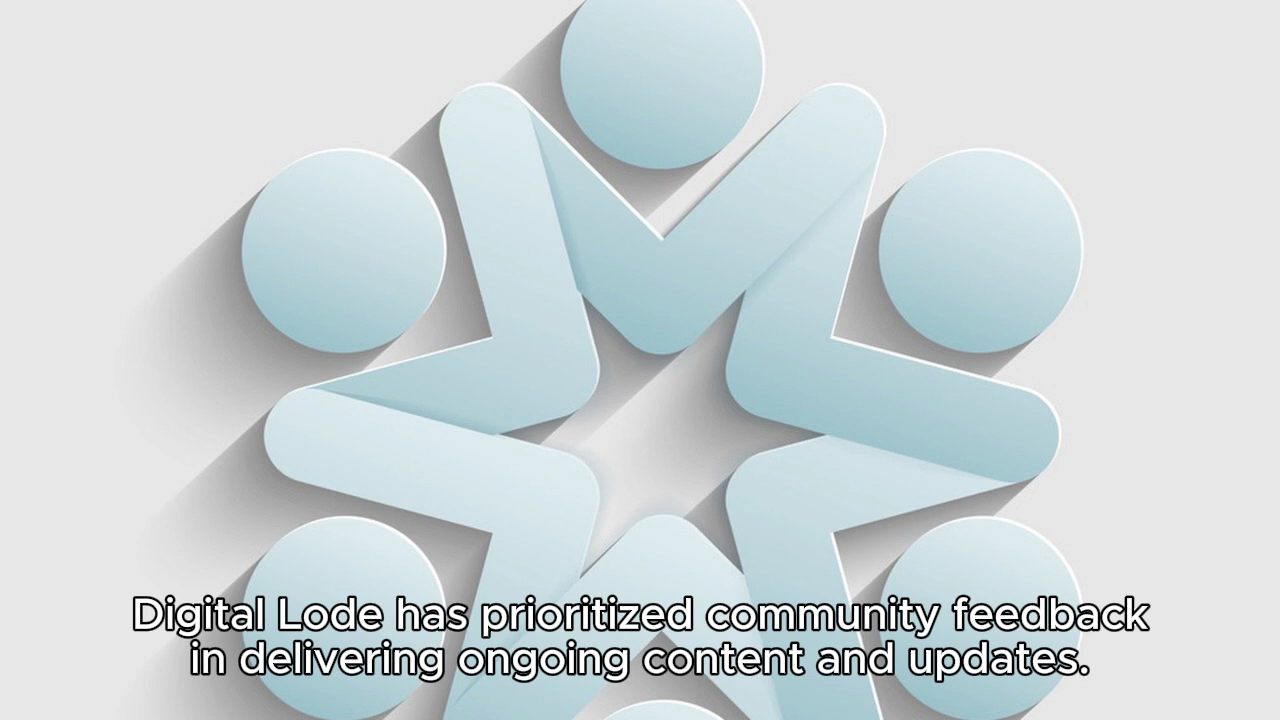 Digital Lode has prioritized community feedback
in delivering ongoing content and updates.